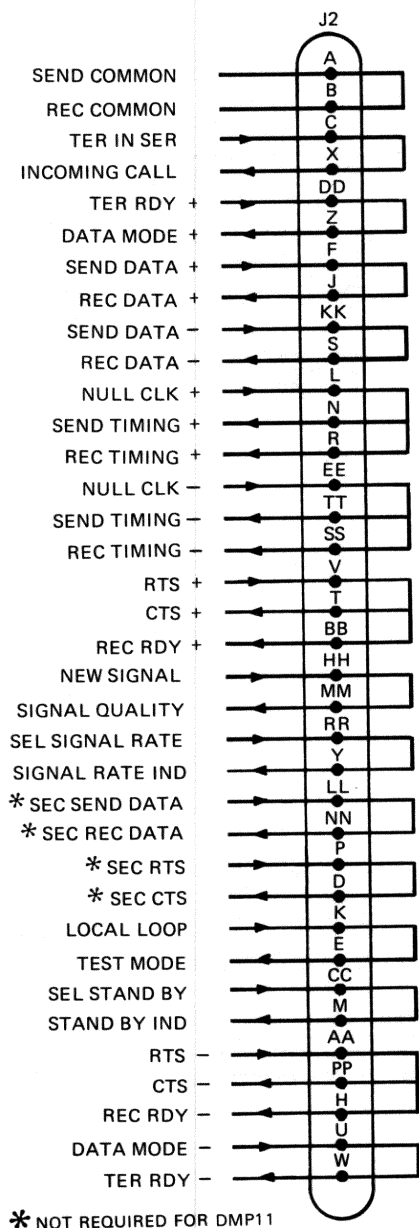 J2
A
SEND COMMON
B
REC COMMON
C
TER IN SER
X
INCOMING CALL
DD
TER RDY +
Z
DATA MODE +
F
SEND DATA +
J
REC DATA +
KK
SEND DATA −
S
REC DATA −
L
NULL CLK +
N
SEND TIMING +
R
REC TIMING +
EE
NULL CLK −
TT
SEND TIMING −
SS
REC TIMING −
V
RTS +
T
CTS +
BB
REC RDY +
HH
NEW SIGNAL
MM
SIGNAL QUALITY
RR
SEL SIGNAL RATE
Y
SIGNAL RATE IND
LL
* SEC SEND DATA
NN
* SEC REC DATA
P
* SEC RTS
D
* SEC CTS
K
LOCAL LOOP
E
TEST MODE
CC
SEL STAND BY
M
STAND BY IND
AA
RTS −
PP
CTS −
H
REC RDY −
U
DATA MODE −
W
TER RDY −
* NOT REQUIRED FOR DMP11